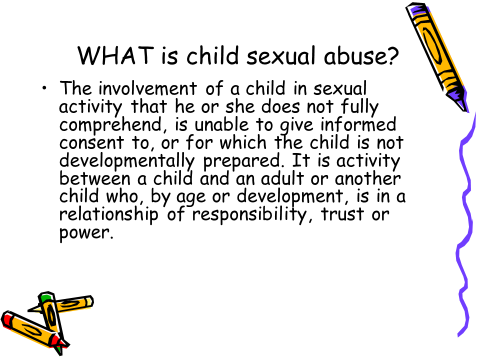 WHAT is child sexual abuse?
• The involvement of a child in sexual
activity that he or she does not fully
comprehend, is unable to give informed
consent to, or for which the child is not
developmentally prepared. It is activity
between a child and an adult or another
child who, by age or development, is in a
relationship of responsibility, trust or
power.